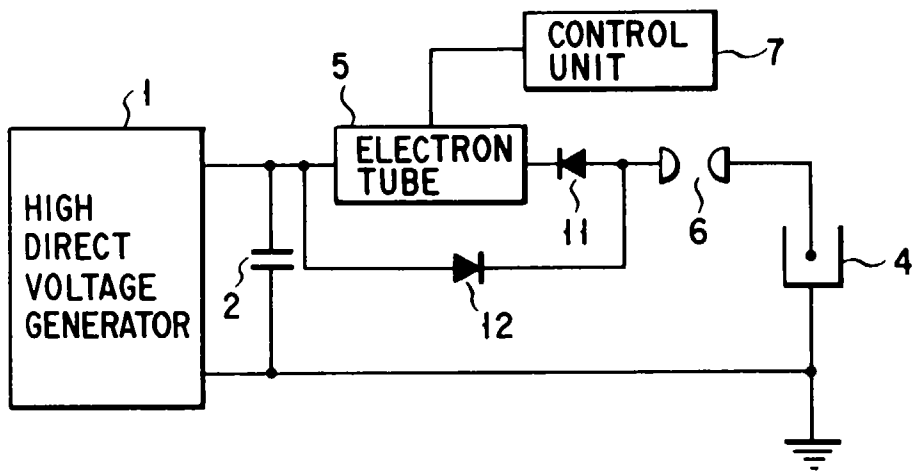 CONTROL
UNIT
7
5
1
ELECTRON
TUBE
HIGH
DIRECT
VOLTAGE
GENERATOR
2
11
6
12
4